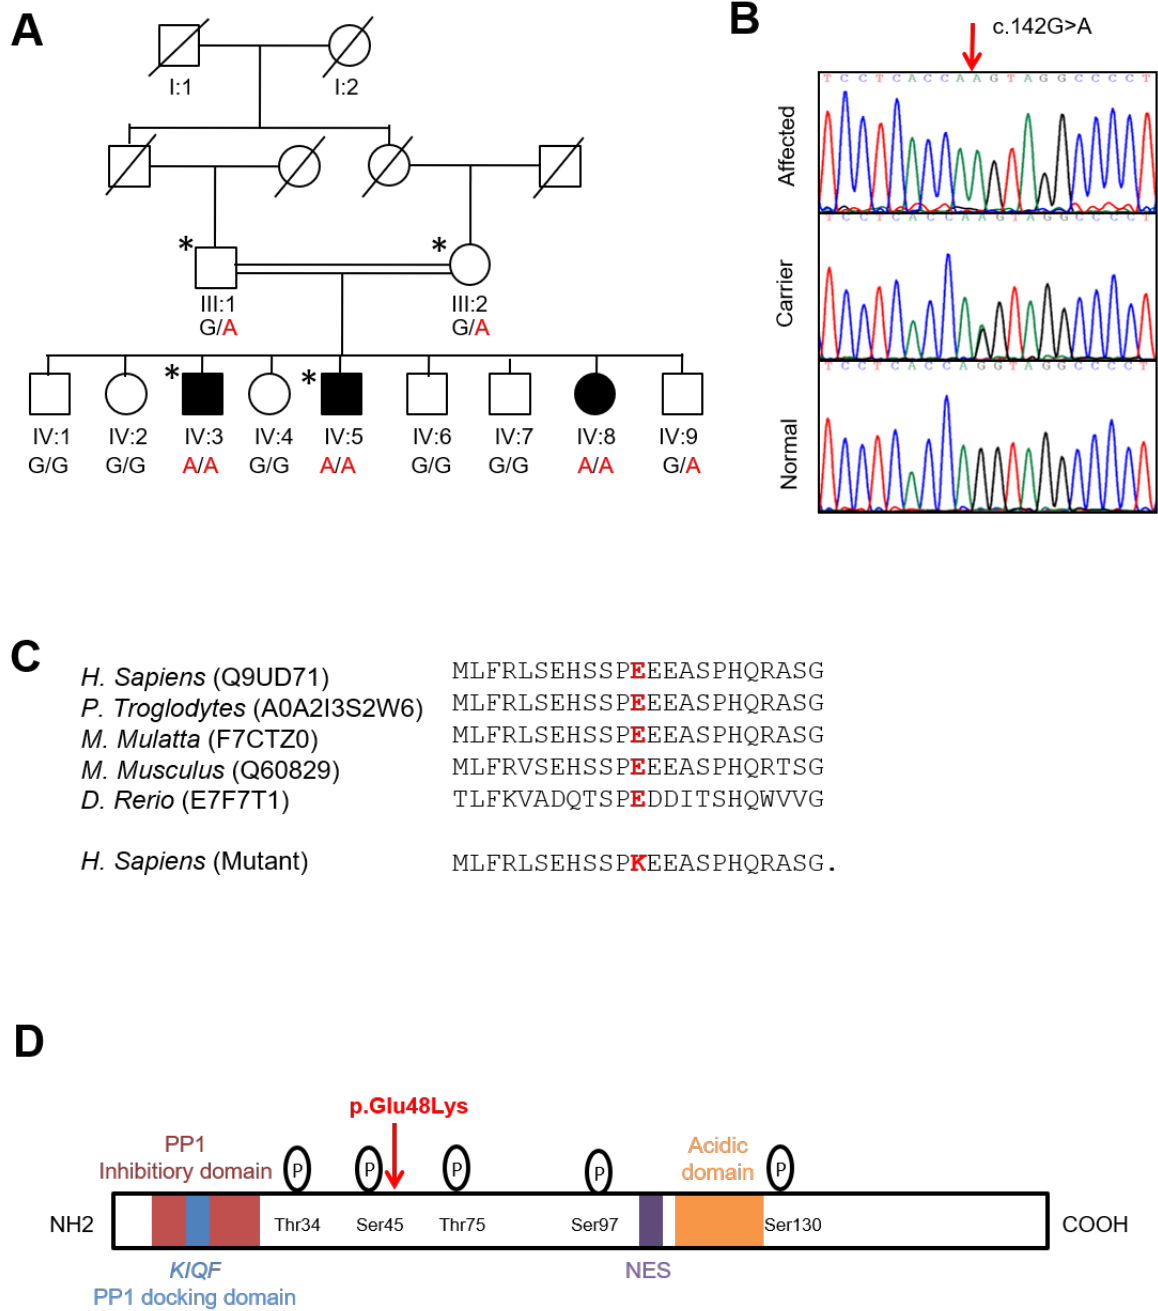 A
I:1 I:2
* *
III:1 III:2
G/A G/A
* *
IV:1 IV:2 IV:3 IV:4 IV:5 IV:6 IV:7 IV:8 IV:9
G/G G/G A/A G/G A/A G/G G/G A/A G/A
B
c.142G>A
Affected
T C C T C A C C A A G T A G G C C C C T
Carrier
T C C T C A C C A A G T A G G C C C C T
Normal
T C C T C A C C A G G T A G G C C C C T
C
H. Sapiens (Q9UD71) MLFRLSEHSSPEEEASPHQRASG
P. Troglodytes (A0A2I3S2W6) MLFRLSEHSSPEEEASPHQRASG
M. Mulatta (F7CTZ0) MLFRLSEHSSPEEEASPHQRASG
M. Musculus (Q60829) MLFRVSEHSSPEEEASPHQRTSG
D. Rerio (E7F7T1) TLFKVADQTSPEDDITSHQWVVG
H. Sapiens (Mutant) MLFRLSEHSSPKEEASPHQRASG.
D
p.Glu48Lys
PP1
Inhibitiory domain
Acidic
domain
P P P P P
NH2 Thr34 Ser45 Thr75 Ser97 Ser130 COOH
KIQF
PP1 docking domain
NES